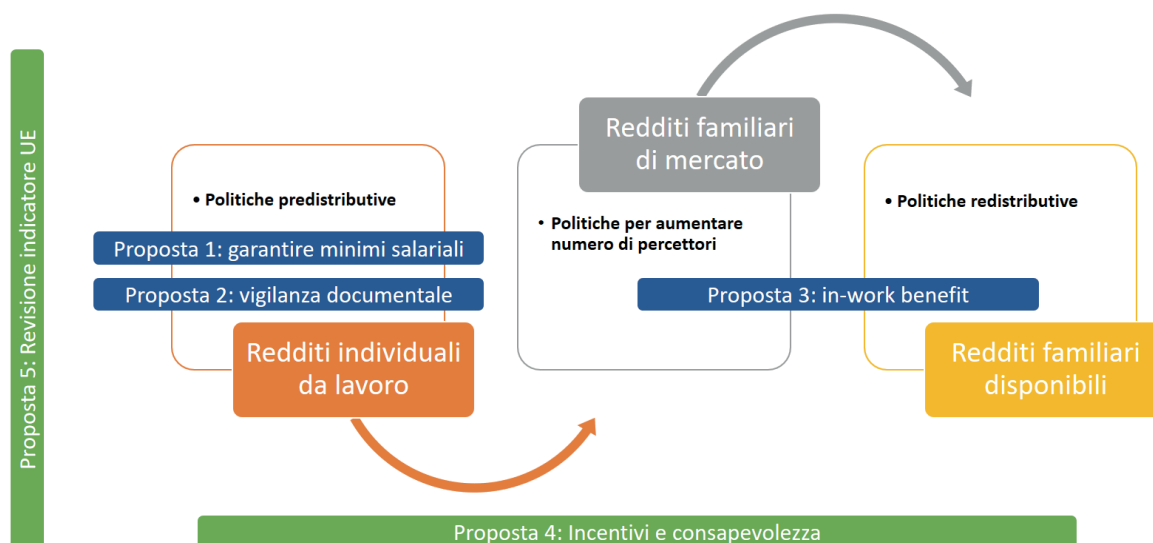 Proposta 5: Revisione indicatore UE
• Politiche predistributive
Proposta 1: garantire minimi salariali
Proposta 2: vigilanza documentale
Redditi individuali
da lavoro
Redditi familiari
di mercato
• Politiche per aumentare
numero di percettori
• Politiche redistributive
Proposta 3: in-work benefit
Redditi familiari
disponibili
Proposta 4: Incentivi e consapevolezza